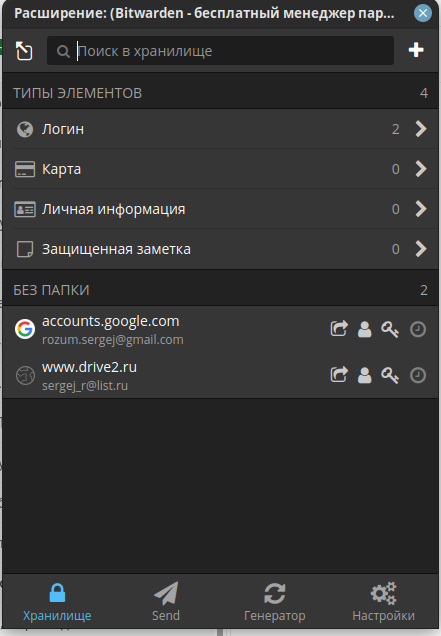 Расширение: (Bitwarden - бесплатный менеджер пар...
Поиск в хранилище
ТИПЫ ЭЛЕМЕНТОВ 4
Логин 2
Карта 0
Личная информация 0
Защищенная заметка 0
БЕЗ ПАПКИ 2
accounts.google.com
rozum.sergej@gmail.com
www.drive2.ru
sergej_r@list.ru
Хранилище Send Генератор Настройки